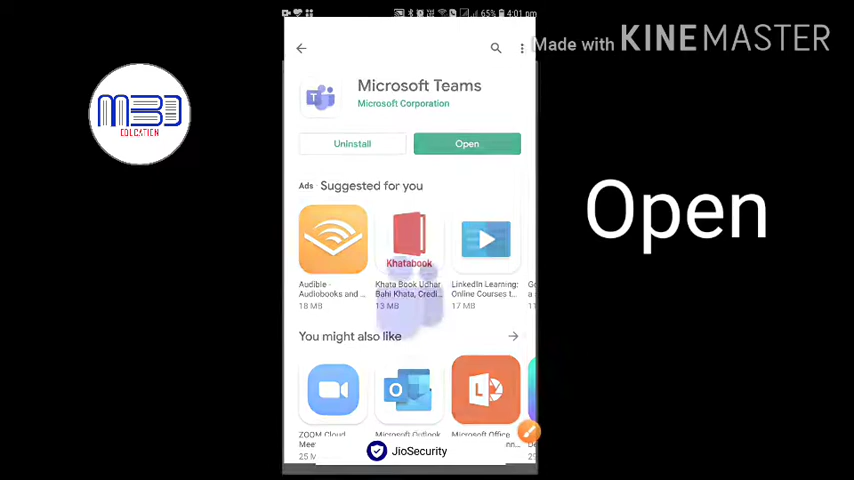 65% 4:01 pm
Made with KINEMASTER
Microsoft Teams
Microsoft Corporation
MBD
EDUCATION
Uninstall
Open
Open
Ads · Suggested for you
Khatabook
Audible -
Audiobooks and ...
18 MB
Khata Book Udhar
Bahi Khata, Credi...
13 MB
LinkedIn Learning:
Online Courses t...
17 MB
You might also like
ZOOM Cloud
Microsoft Outlook
Microsoft Office
JioSecurity